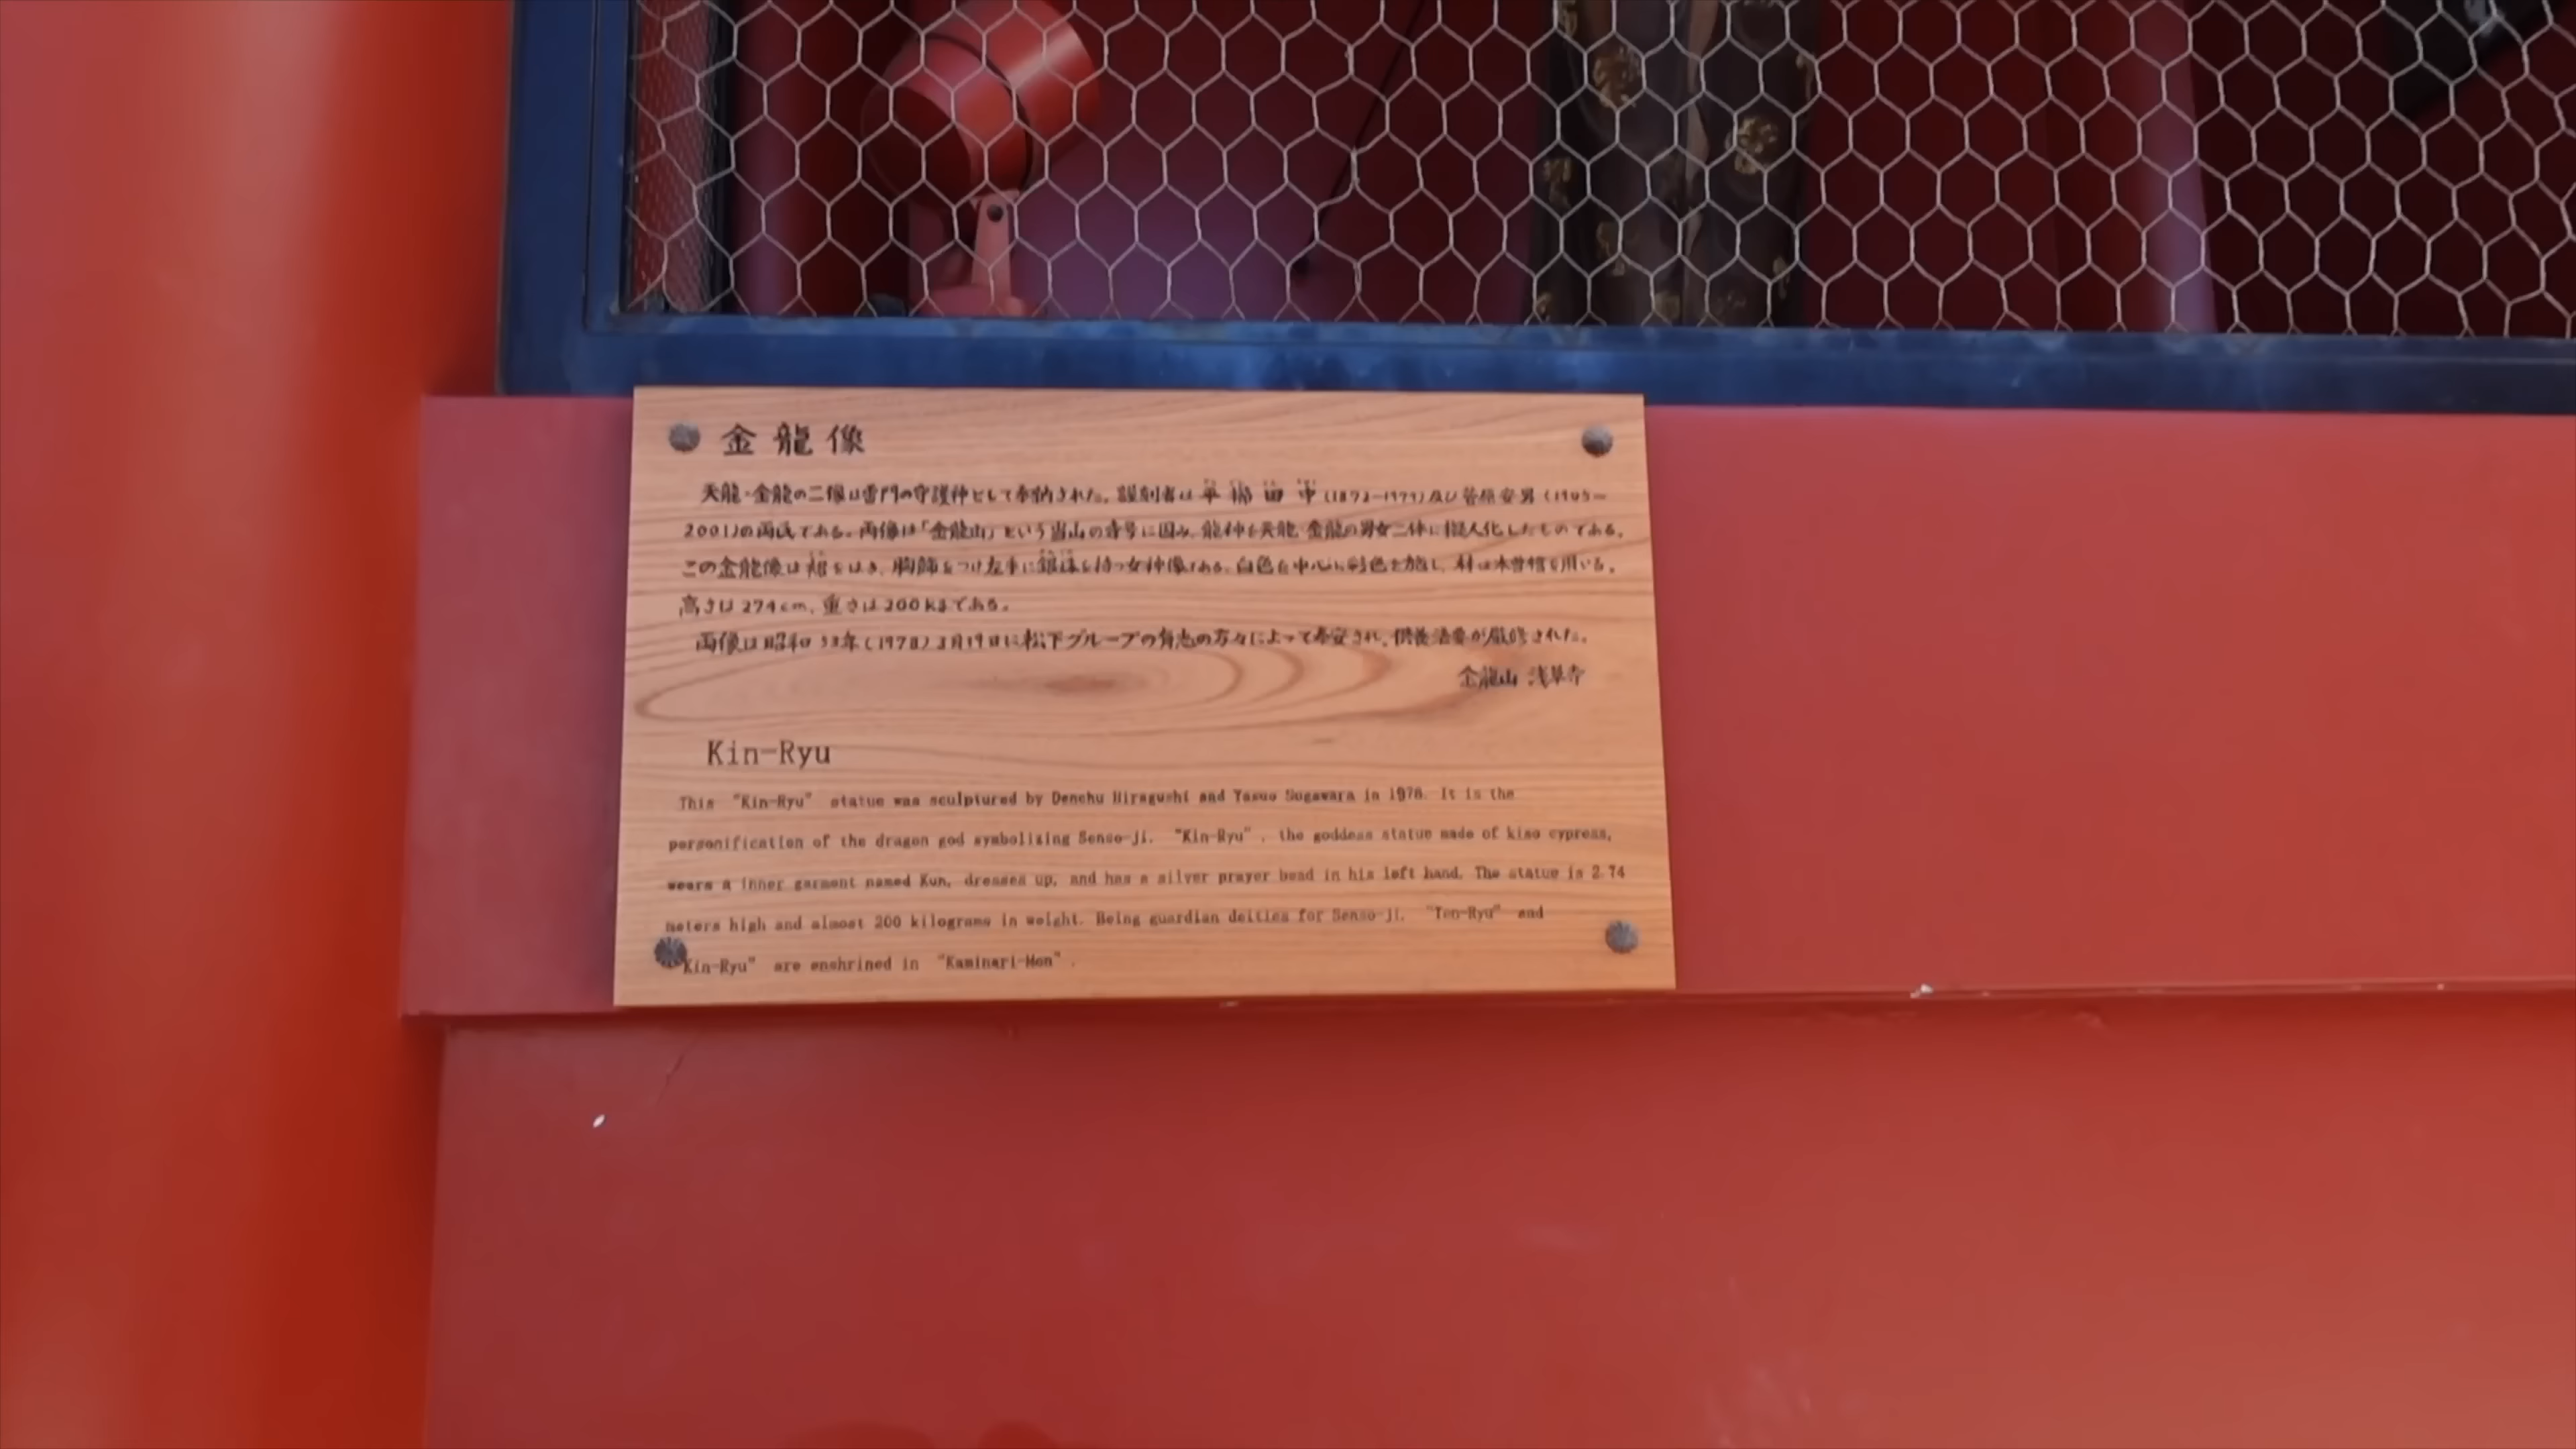 金龍像
天龍・金龍の二像は雷門の守護神として奉納された。彫刻者は平櫛田中(1872-1979)及び菅原安男(1905-
2001)の両氏である。両像は「金龍山」という当山の寺号に因み、龍神を天龍、金龍の男女二体に擬人化したものである。
この金龍像は裙をはき、胸飾をつけ左手に銀珠を持つ女神像である。白色を中心に彩色を施し、材は木曽檜を用いる。
高さは274cm、重さは200kgである。
両像は昭和53年(1978)3月19日に松下グループの有志の方々によって奉安され、供養法要が厳修された。
金龍山 浅草寺
Kin-Ryu
This "Kin-Ryu" statue was sculptured by Denchu Hiragushi and Yasuo Sugawara in 1978. It is the
personification of the dragon god symbolizing Senso-ji. "Kin-Ryu", the goddess statue made of kiso cypress,
wears a inner garment named Kun, dresses up, and has a silver prayer bead in his left hand. The statue is 2.74
meters high and almost 200 kilograms in weight. Being guardian deities for Senso-ji, "Ten-Ryu" and
Kin-Ryu" are enshrined in "Kaminari-Mon".